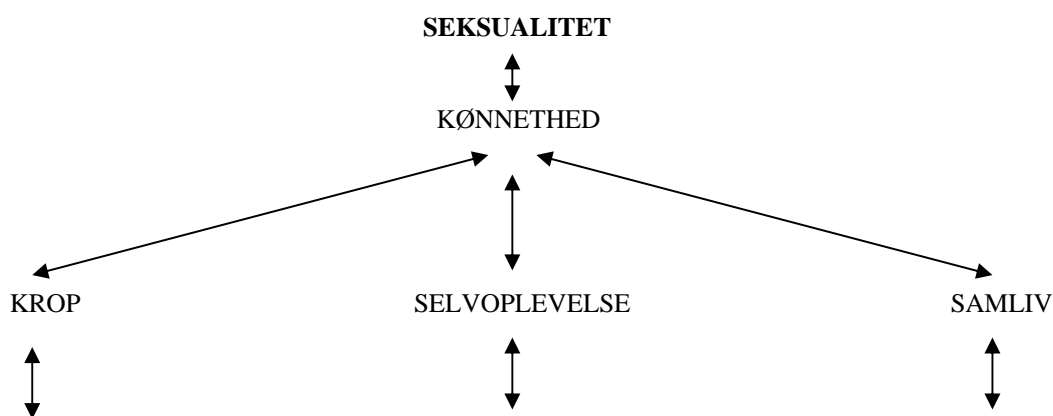 SEKSUALITET
KØNNETHED
KROP SELVOPLEVELSE SAMLIV